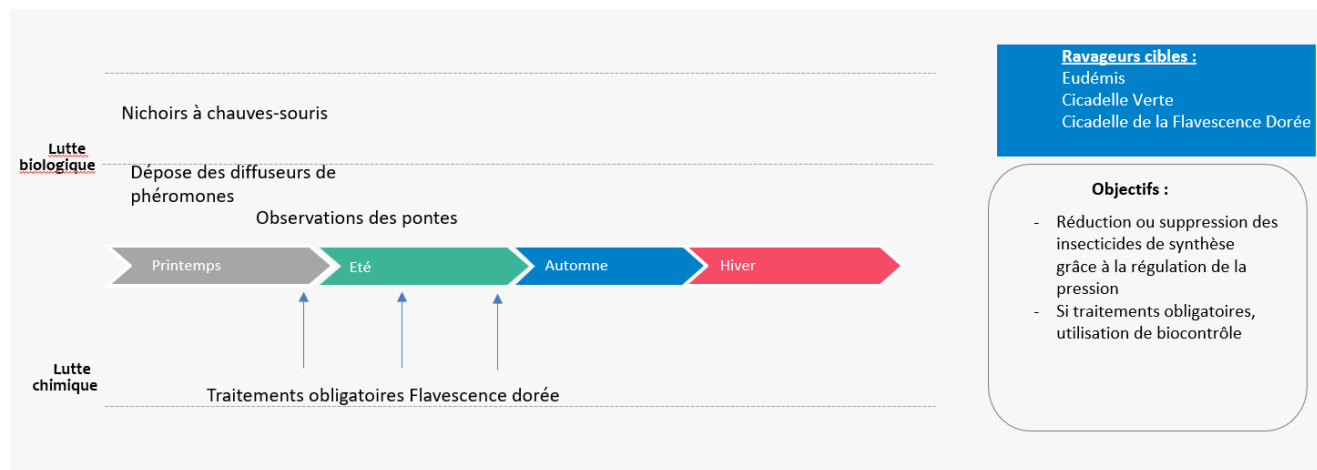 Nichoirs à chauves-souris
Lutte
biologique
Dépose des diffuseurs de
phéromones
Observations des pontes
Printemps
Eté
Automne
Hiver
Lutte
chimique
Traitements obligatoires Flavescence dorée
Ravageurs cibles :
Eudémis
Cicadelle Verte
Cicadelle de la Flavescence Dorée
Objectifs :
- Réduction ou suppression des
insecticides de synthèse
grâce à la régulation de la
pression
- Si traitements obligatoires,
utilisation de biocontrôle